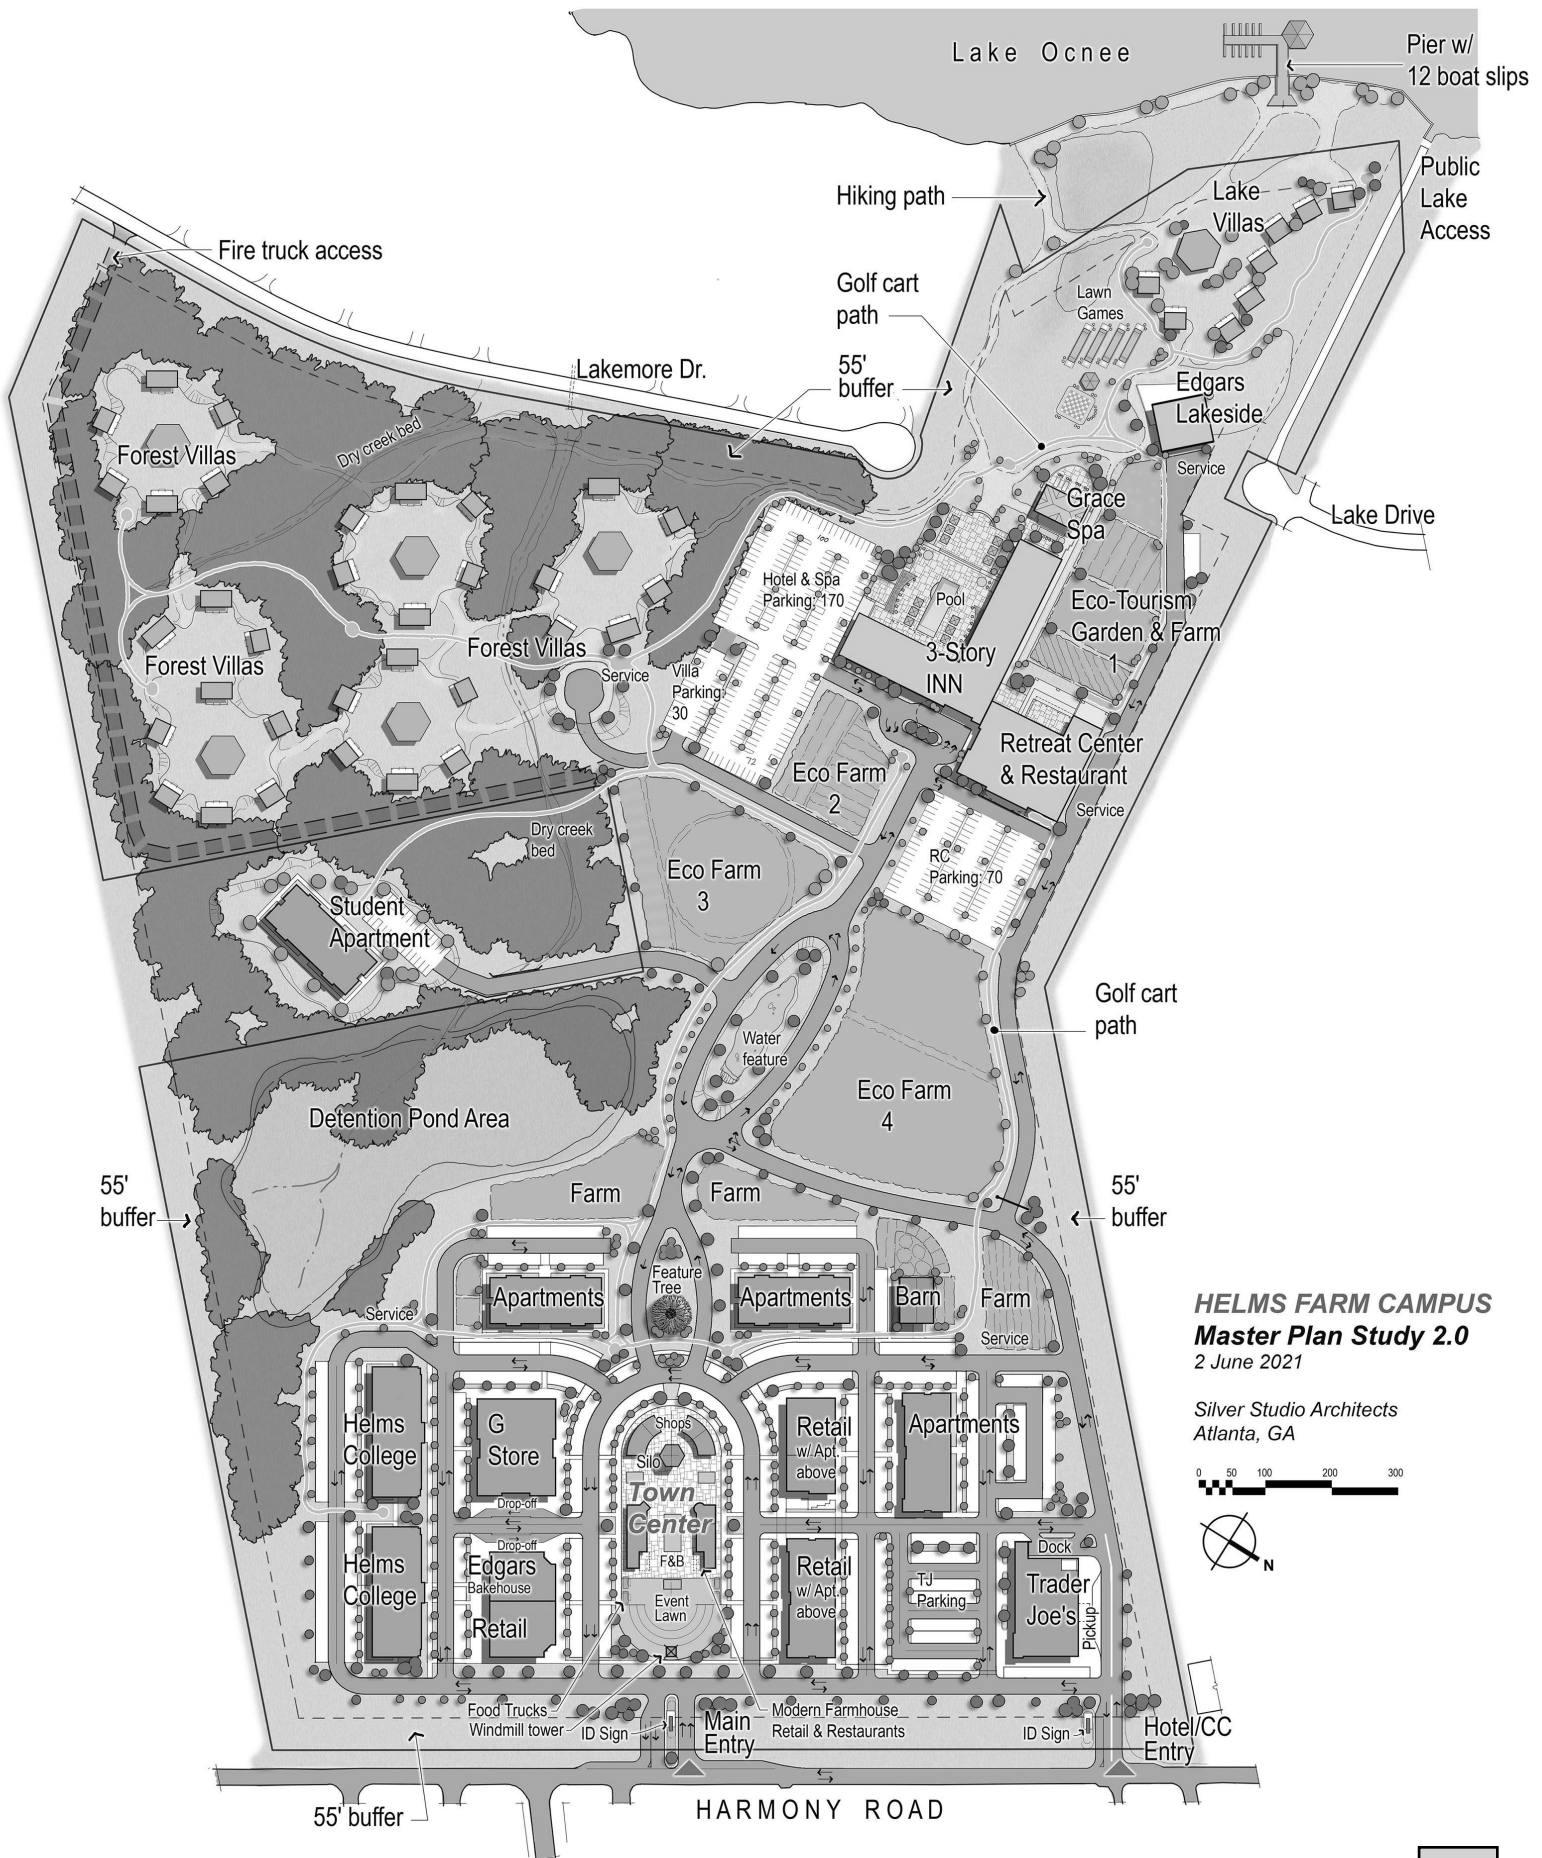 Lake Ocnee
Pier w/
12 boat slips
Public
Lake
Access
Hiking path
Lake
Villas
Fire truck access
Golf cart
path
Lawn
Games
Lakemore Dr.
55'
buffer
Edgars
Lakeside
Service
Forest Villas
Dry creek bed
Grace
Spa
Lake Drive
100
Hotel & Spa
Parking: 170
Pool
Eco-Tourism
Garden & Farm
1
Forest Villas
Forest Villas
Service
Villa
Parking:
30
3-Story
INN
72
Eco Farm
2
Retreat Center
& Restaurant
Service
Dry creek
bed
Eco Farm
3
RC
Parking: 70
Student
Apartment
Golf cart
path
Water
feature
Eco Farm
4
Detention Pond Area
55'
buffer
Farm
Farm
55'
buffer
Feature
Tree
Apartments
Apartments
Barn
Farm
Service
Service
HELMS FARM CAMPUS
Master Plan Study 2.0
2 June 2021
Silver Studio Architects
Atlanta, GA
0 50 100 200 300
N
Helms
College
G
Store
Shops
Silo
Town
Center
Retail
w/ Apt.
above
Apartments
Drop-off
Drop-off
Helms
College
Edgars
Bakehouse
Retail
F&B
Event
Lawn
Retail
w/ Apt.
above
TJ
Parking
Dock
Trader
Joe's
Pickup
Food Trucks
Windmill tower
ID Sign
Main
Entry
Modern Farmhouse
Retail & Restaurants
ID Sign
Hotel/CC
Entry
55' buffer
HARMONY ROAD